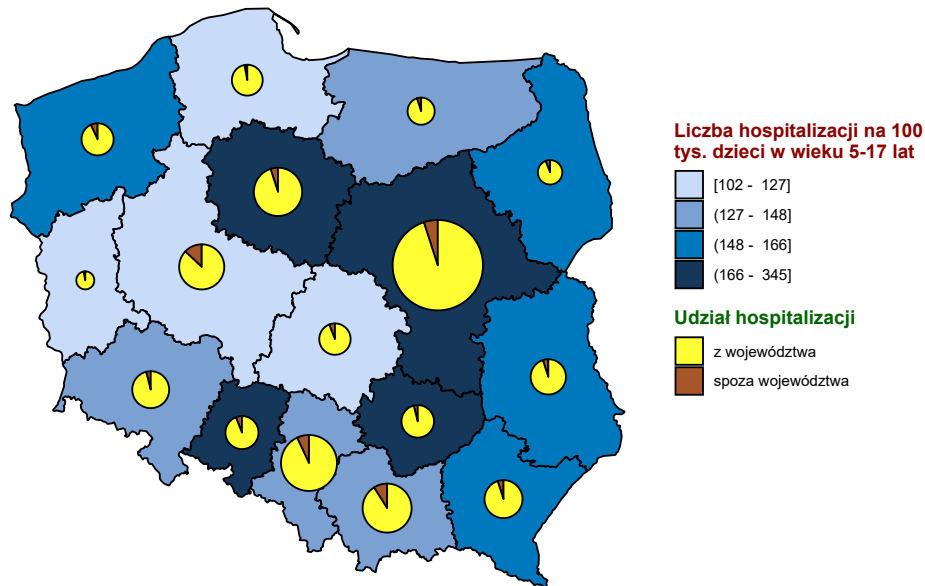 Liczba hospitalizacji na 100
tys. dzieci w wieku 5-17 lat
[102 - 127]
(127 - 148]
(148 - 166]
(166 - 345]
Udział hospitalizacji
z województwa
spoza województwa